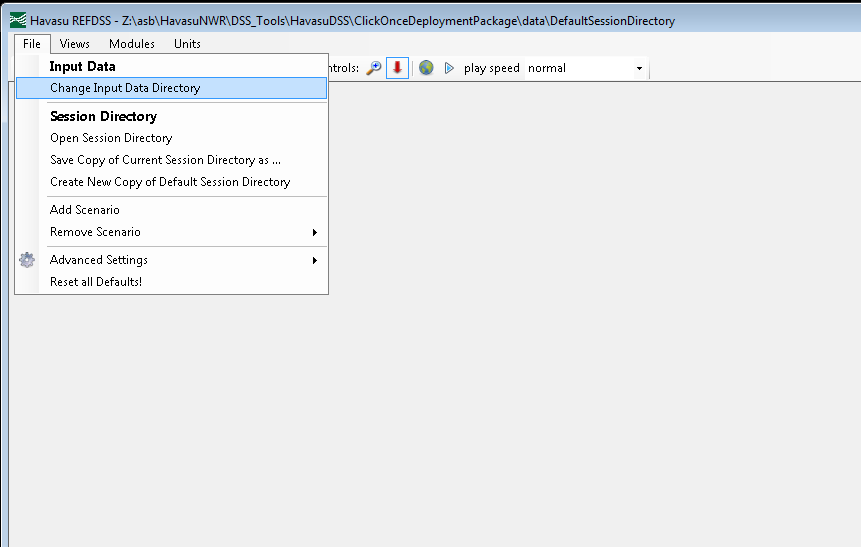 Havasu REFDSS - Z:\asb\HavasuNWR\DSS_Tools\HavasuDSS\ClickOnceDeploymentPackage\data\DefaultSessionDirectory
File Views Modules Units
ntrols: play speed normal
Input Data
Change Input Data Directory
Session Directory
Open Session Directory
Save Copy of Current Session Directory as ...
Create New Copy of Default Session Directory
Add Scenario
Remove Scenario
Advanced Settings
Reset all Defaults!